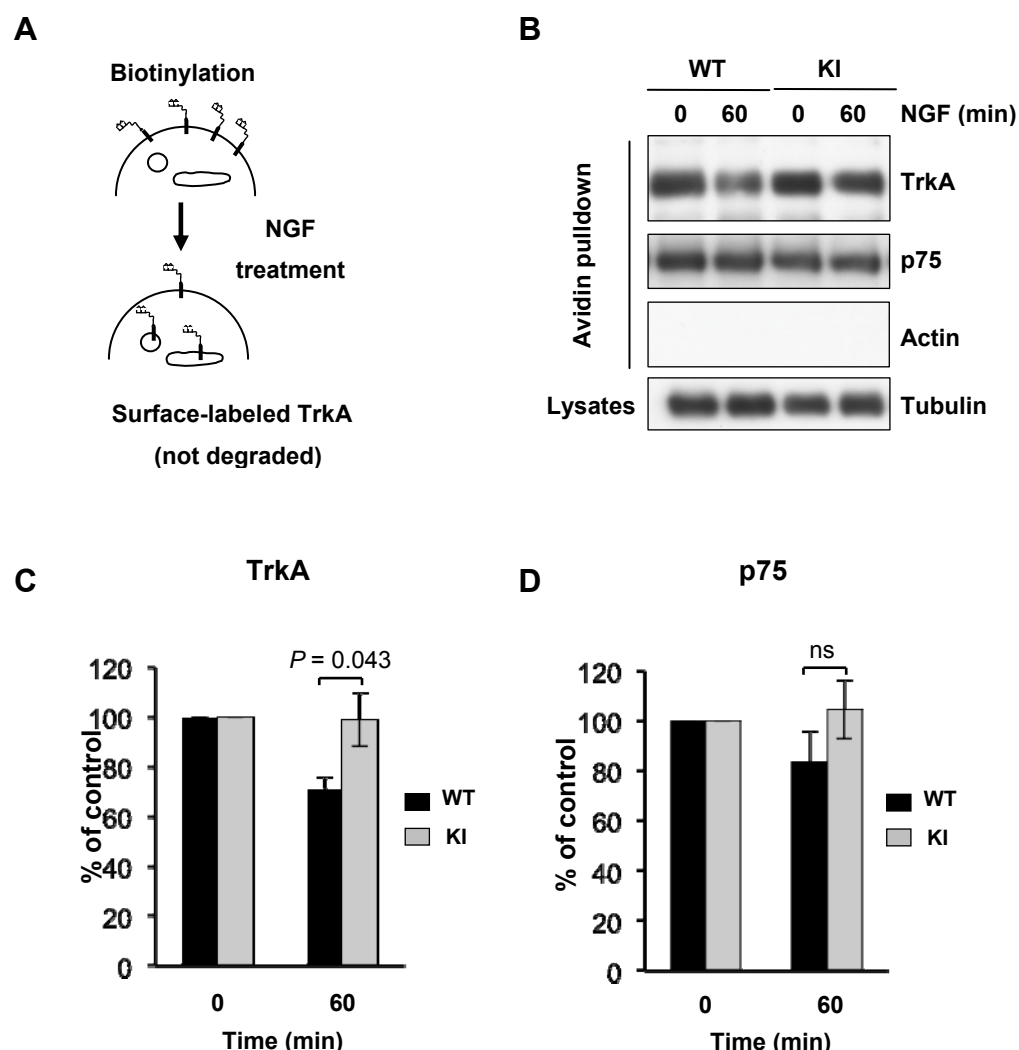 A
Biotinylation
NGF
treatment
Surface-labeled TrkA
(not degraded)
B
WT KI
0 60 0 60 NGF (min)
Avidin pulldown
TrkA
p75
Actin
Lysates Tubulin
C
TrkA
P = 0.043
% of control
120
100
80
60
40
20
0
0 60
Time (min)
WT
KI
D
p75
ns
% of control
120
100
80
60
40
20
0
0 60
Time (min)
WT
KI